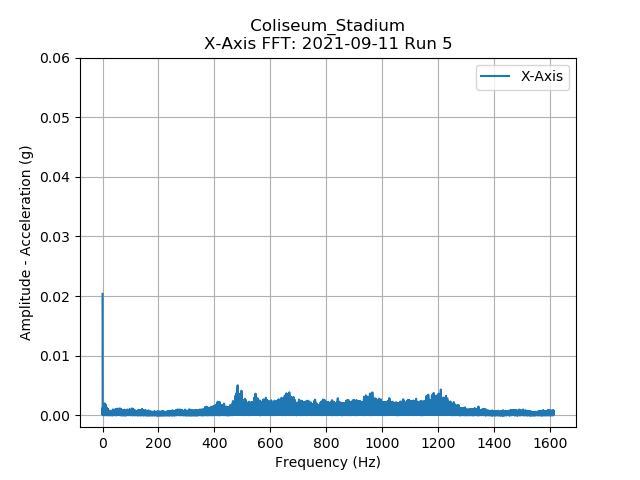 Coliseum_Stadium
X-Axis FFT: 2021-09-11 Run 5
X-Axis
0.06
0.05
0.04
0.03
0.02
0.01
0.00
Amplitude - Acceleration (g)
0 200 400 600 800 1000 1200 1400 1600
Frequency (Hz)